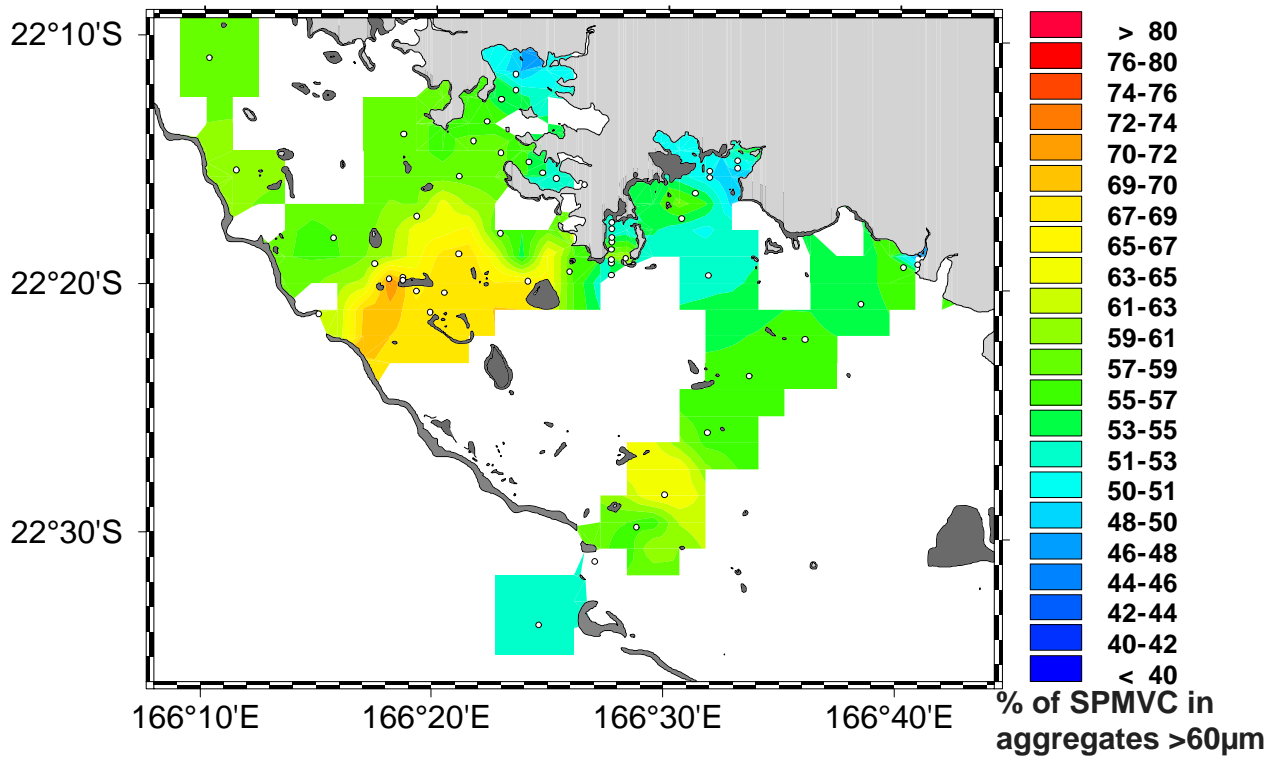 22°10'S
22°20'S
22°30'S
166°10'E
166°20'E
166°30'E
166°40'E
> 80
76-80
74-76
72-74
70-72
69-70
67-69
65-67
63-65
61-63
59-61
57-59
55-57
53-55
51-53
50-51
48-50
46-48
44-46
42-44
40-42
< 40
% of SPMVC in
aggregates >60µm